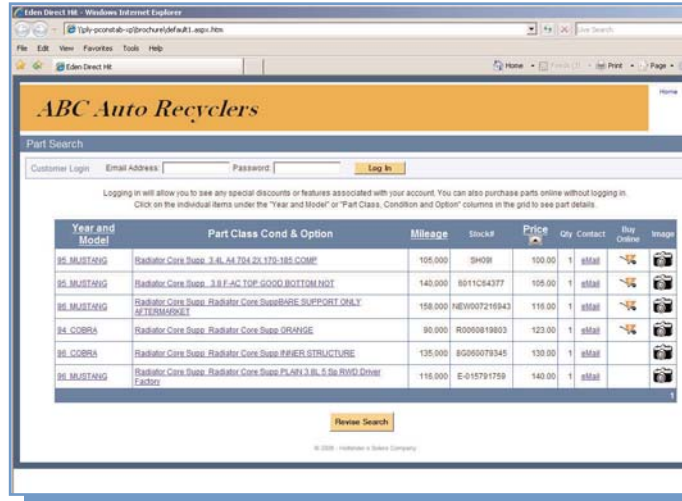 Eden Direct Hit - Windows Internet Explorer
Live Search
File Edit View Favorites Tools Help
Eden Direct Hit
Home Print Page
ABC Auto Recyclers
Home
Part Search
Customer Login Email Address: Password: Log In
Logging in will allow you to see any special discounts or features associated with your account. You can also purchase parts online without logging in.
Click on the individual items under the "Year and Model" or "Part Class, Condition and Option" columns in the grid to see part details.
Year and Model Part Class Cond & Option Mileage Stock# Price Qty Contact Buy Online Image
95 MUSTANG Radiator Core Supp 3.4L A4 704 2X 170-185 COMP 105,000 100.00 1 eMail
95 MUSTANG Radiator Core Supp 3.8 F-AC TOP GOOD BOTTOM NOT 140,000 105.00 1 eMail
96 MUSTANG Radiator Core Supp Radiator Core SuppBARE SUPPORT ONLY AFTERMARKET 158,000 NEW007216943 116.00 1 eMail
94 COBRA Radiator Core Supp Radiator Core Supp ORANGE 90,000 R0060819803 123.00 1 eMail
96 COBRA Radiator Core Supp Radiator Core Supp INNER STRUCTURE 135,000 8G060079345 130.00 1 eMail
96 MUSTANG Radiator Core Supp Radiator Core Supp PLAIN 3.8L 5 Sp RWD Driver Factory 116,000 E-015791759 140.00 1 eMail
1
Revise Search
Company